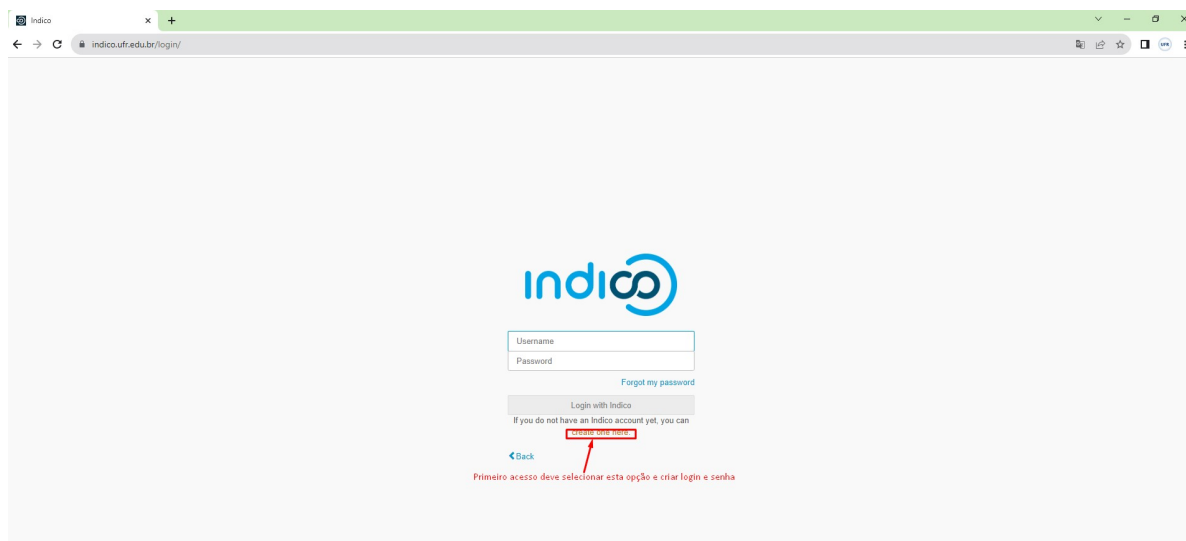 Indico
indico.ufr.edu.br/login/
UFR
indico
Username
Password
Forgot my password
Login with Indico
If you do not have an Indico account yet, you can
create one here.
Back
Primeiro acesso deve selecionar esta opção e criar login e senha